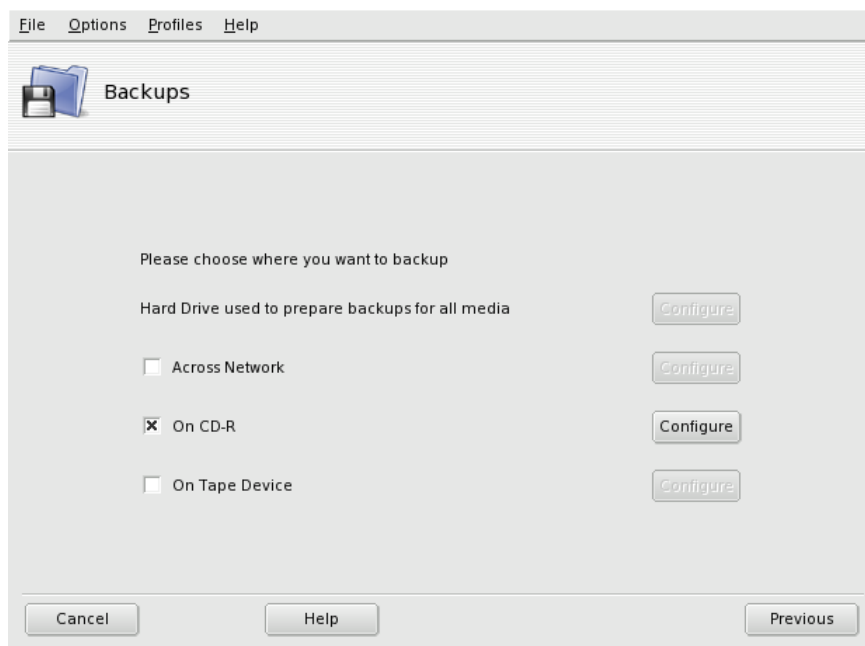 File Options Profiles Help
Backups
Please choose where you want to backup
Hard Drive used to prepare backups for all media Configure
Across Network Configure
On CD-R Configure
On Tape Device Configure
Cancel Help Previous